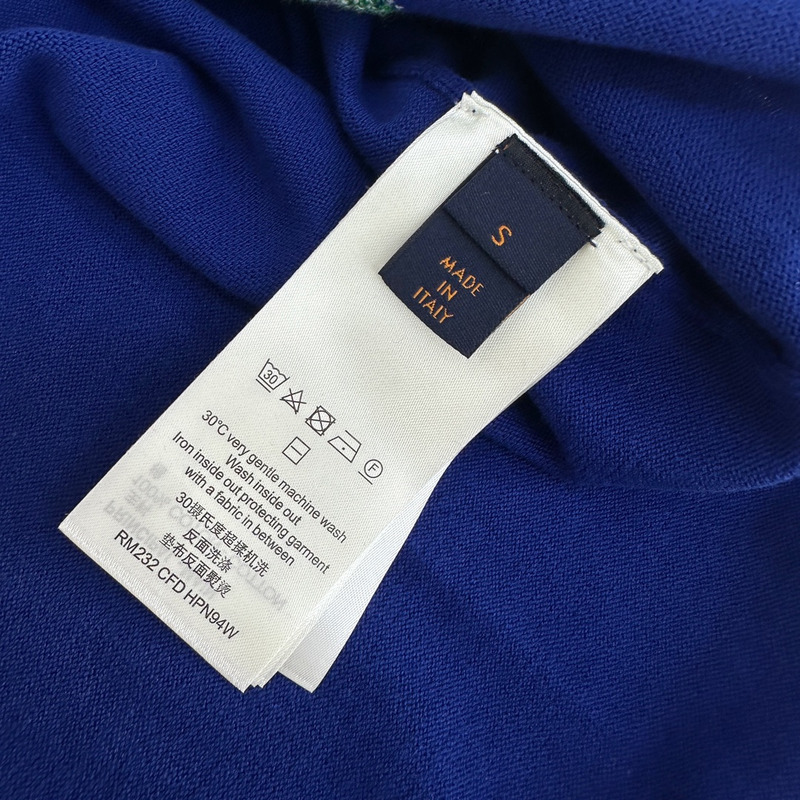 S
MADE
IN
ITALY
30
F
30°C very gentle machine wash
Wash inside out
Iron inside out protecting garment
with a fabric in between
30摄氏度超揉机洗
反面洗涤
垫布反面熨烫
RM232 CFD HPN94W